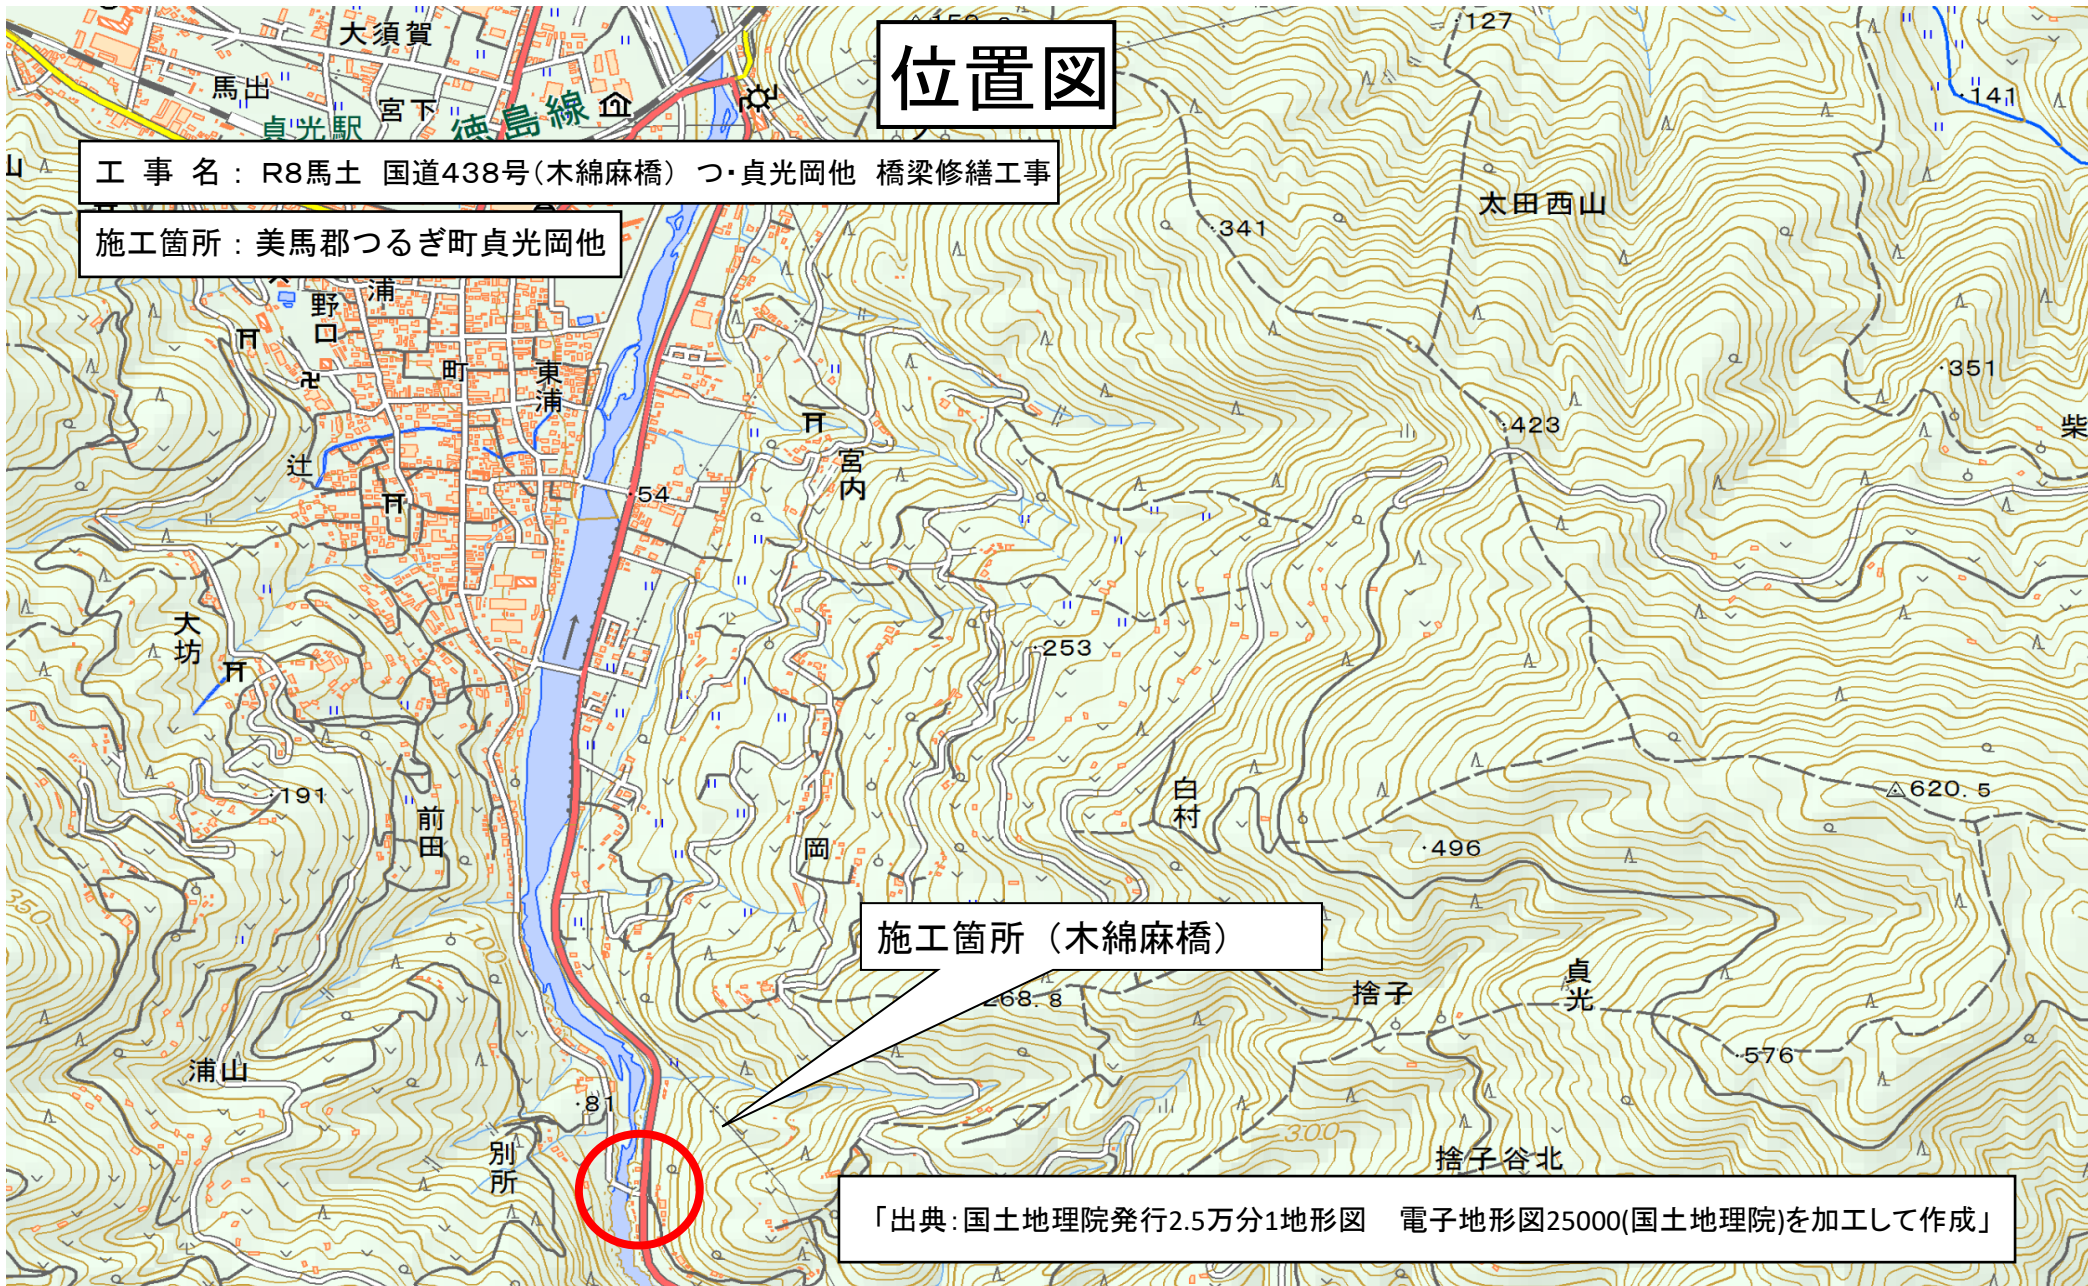 位置図
工 事 名 : R8馬土 国道438号(木綿麻橋) つ・貞光岡他 橋梁修繕工事
施工箇所 : 美馬郡つるぎ町貞光岡他
大須賀
馬出
宮下
貞光駅
徳島線
127
141
山
太田西山
341
浦
野口
町
東浦
351
423
柴
宮内
辻
54
大坊
253
191
前田
白村
620.5
岡
496
350
100
施工箇所（木綿麻橋）
268.8
捨子
貞光
576
浦山
81
300
別所
捨子谷北
「出典:国土地理院発行2.5万分1地形図 電子地形図25000(国土地理院)を加工して作成」